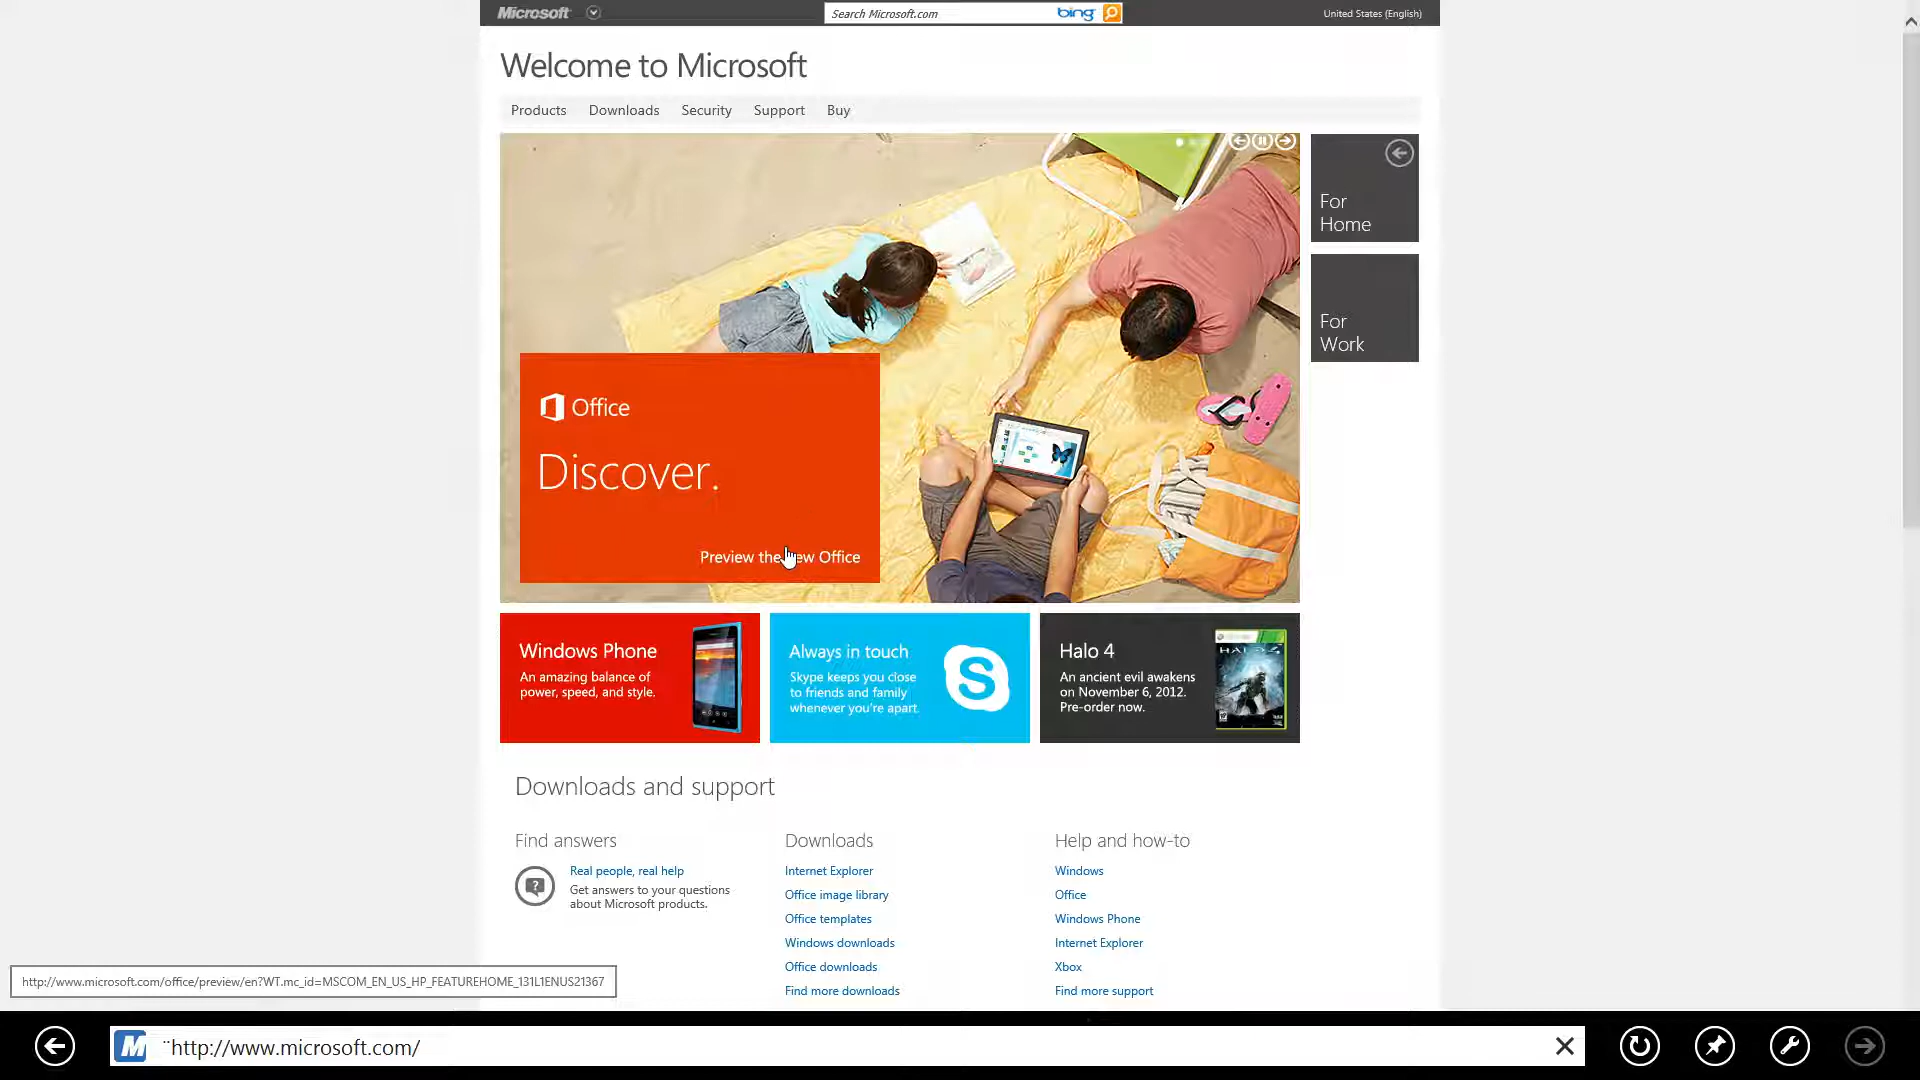 Microsoft
Search Microsoft.com
bing
United States (English)
Welcome to Microsoft
Products Downloads Security Support Buy
For
Home
For
Work
Office
Discover.
Preview the new Office
Windows Phone
An amazing balance of
power, speed, and style.
Always in touch
Skype keeps you close
to friends and family
whenever you're apart.
S
Halo 4
An ancient evil awakens
on November 6, 2012.
Pre-order now.
HALO 4
Downloads and support
Find answers
Real people, real help
Get answers to your questions
about Microsoft products.
Downloads
Internet Explorer
Office image library
Office templates
Windows downloads
Office downloads
Find more downloads
Help and how-to
Windows
Office
Windows Phone
Internet Explorer
Xbox
Find more support
http://www.microsoft.com/office/preview/en?WT.mc_id=MSCOM_EN_US_HP_FEATUREHOME_131L1ENUS21367
M
¨http://www.microsoft.com/